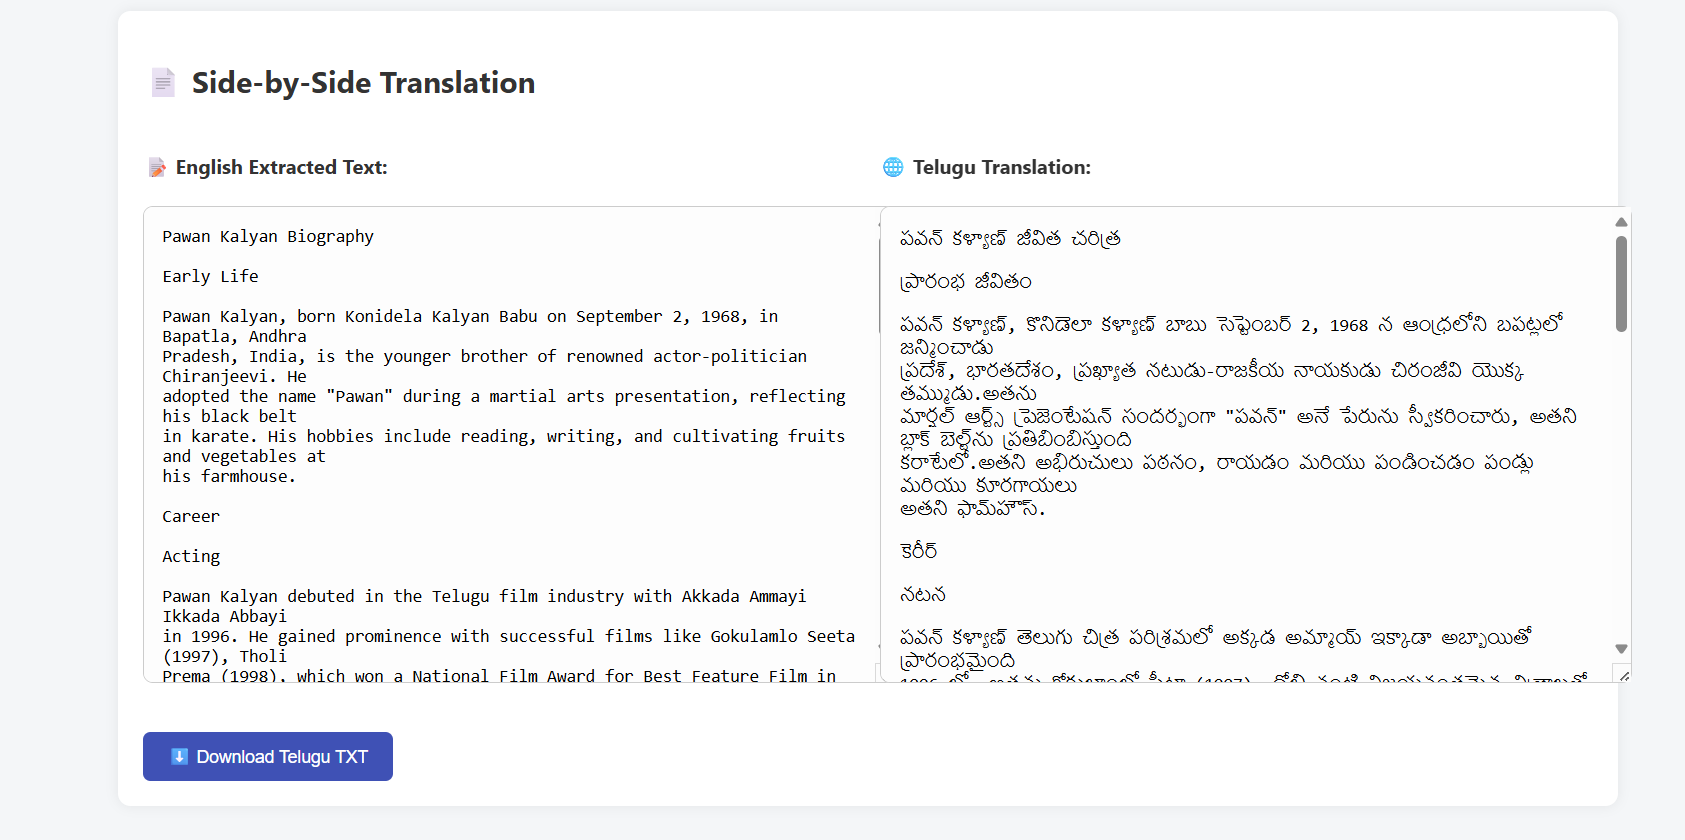 Side-by-Side Translation
English Extracted Text:
Pawan Kalyan Biography
Early Life
Pawan Kalyan, born Konidela Kalyan Babu on September 2, 1968, in
Bapatla, Andhra
Pradesh, India, is the younger brother of renowned actor-politician
Chiranjeevi. He
adopted the name "Pawan" during a martial arts presentation, reflecting
his black belt
in karate. His hobbies include reading, writing, and cultivating fruits
and vegetables at
his farmhouse.
Career
Acting
Pawan Kalyan debuted in the Telugu film industry with Akkada Ammayi
Ikkada Abbayi
in 1996. He gained prominence with successful films like Gokulamlo Seeta
(1997), Tholi
Prema (1998), which won a National Film Award for Best Feature Film in
Telugu Translation:
పవన్ కళ్యాణ్ జీవిత చరిత్ర
ప్రారంభ జీవితం
పవన్ కళ్యాణ్, కొనిడెలా కళ్యాణ్ బాబు సెప్టెంబర్ 2, 1968 న ఆంధ్రలోని బపట్లలో
జన్మించాడు
ప్రదేశ్, భారతదేశం, ప్రఖ్యాత నటుడు-రాజకీయ నాయకుడు చిరంజీవి యొక్క
తమ్ముడు.అతను
మార్షల్ ఆర్ట్స్ ప్రెజెంటేషన్ సందర్భంగా "పవన్" అనే పేరును స్వీకరించారు, అతని
బ్లాక్ బెల్ట్‌ను ప్రతిబింబిస్తుంది
కరాటేలో.అతని అభిరుచులు పఠనం, రాయడం మరియు పండించడం పండ్లు
మరియు కూరగాయలు
అతని ఫామ్‌హౌస్.
కెరీర్
నటన
పవన్ కళ్యాణ్ తెలుగు చిత్ర పరిశ్రమలో అక్కడ అమ్మాయ్ ఇక్కాడా అబ్బాయితో
ప్రారంభమైంది
Download Telugu TXT